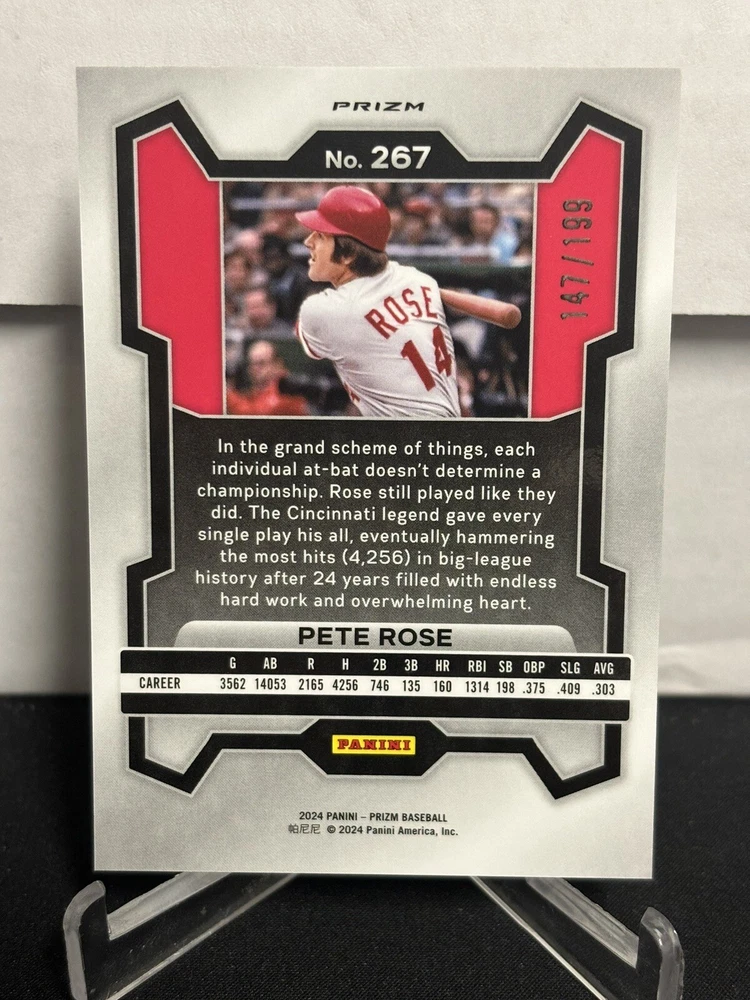 PRIZM
No. 267
147/199
ROSE
14
In the grand scheme of things, each
individual at-bat doesn't determine a
championship. Rose still played like they
did. The Cincinnati legend gave every
single play his all, eventually hammering
the most hits (4,256) in big-league
history after 24 years filled with endless
hard work and overwhelming heart.
PETE ROSE
G AB R H 2B 3B HR RBI SB OBP SLG AVG
CAREER 3562 14053 2165 4256 746 135 160 1314 198 .375 .409 .303
PANINI
2024 PANINI – PRIZM BASEBALL
帕尼尼 © 2024 Panini America, Inc.